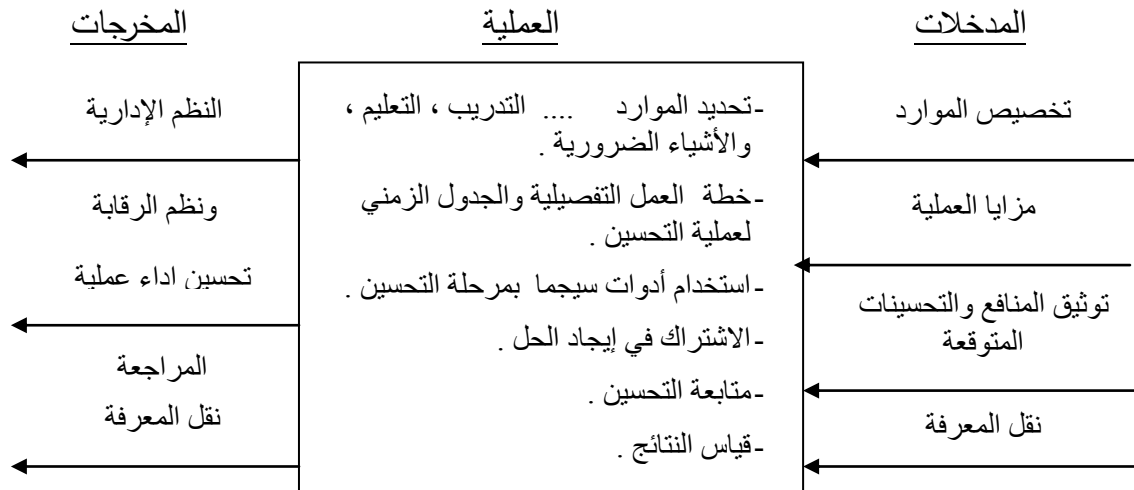 المدخلات
العملية
المخرجات
تخصيص الموارد
مزايا العملية
توثيق المنافع والتحسينات
المتوقعة
نقل المعرفة
-تحديد الموارد .... التدريب ، التعليم ،
والأشياء الضرورية .
-خطة العمل التفصيلية والجدول الزمني
لعملية التحسين .
-استخدام أدوات سيجما بمرحلة التحسين .
-الاشتراك في إيجاد الحل .
-متابعة التحسين .
-قياس النتائج .
النظم الإدارية
ونظم الرقابة
تحسين اداء عملية
المراجعة
نقل المعرفة